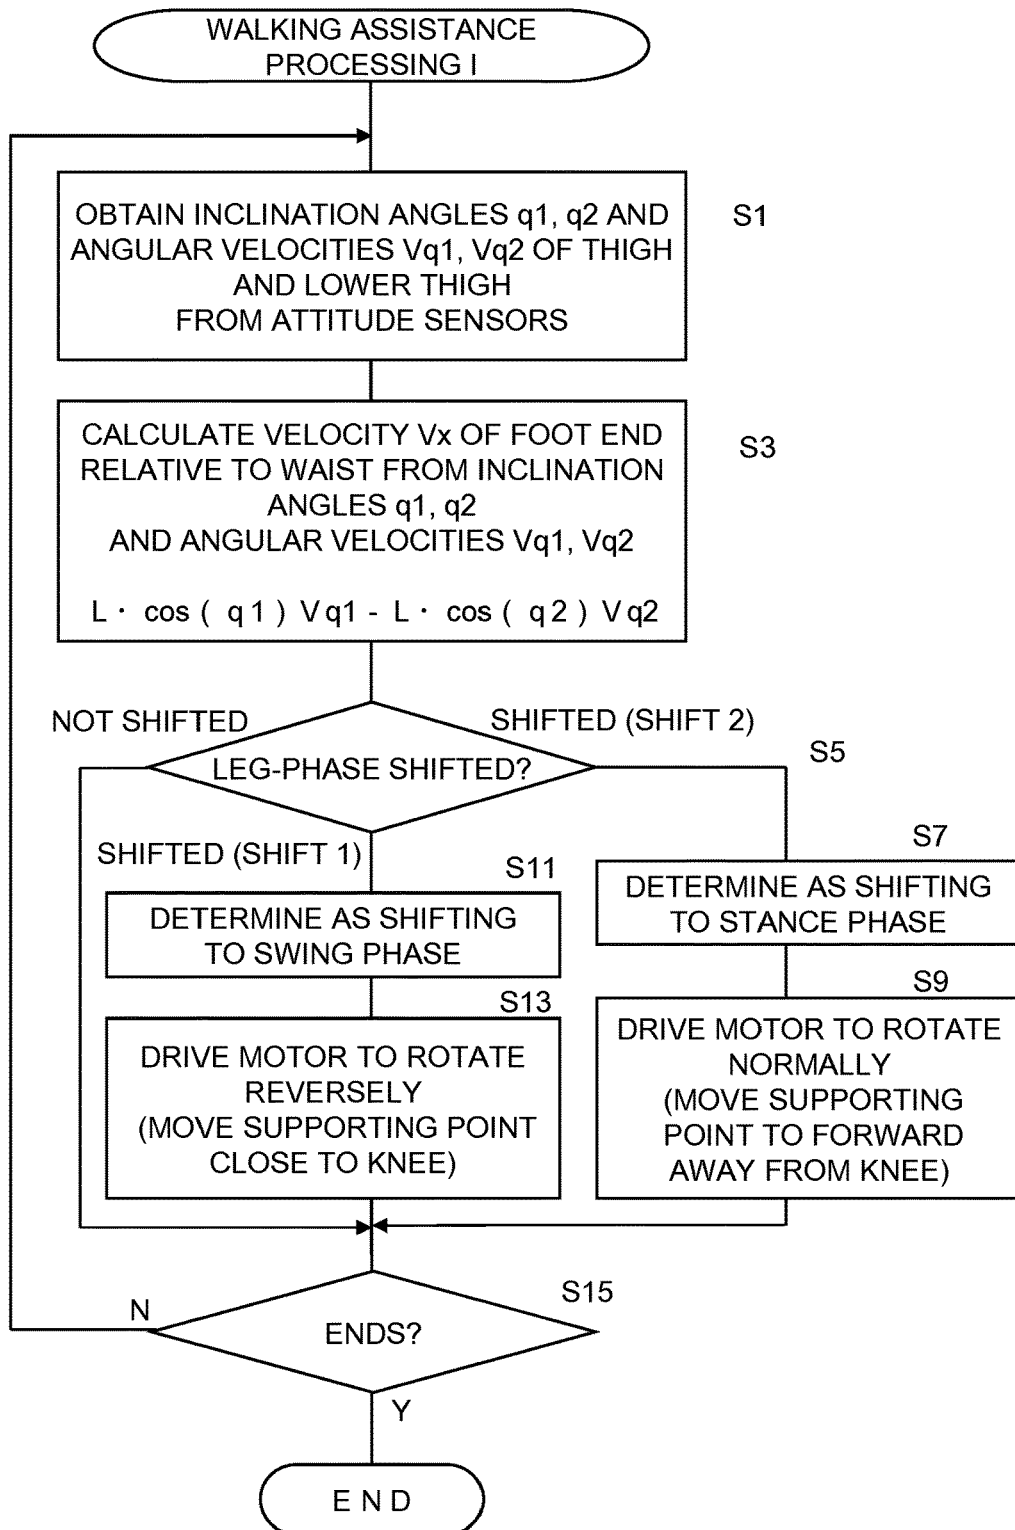 WALKING ASSISTANCE
PROCESSING I
OBTAIN INCLINATION ANGLES q1, q2 AND
ANGULAR VELOCITIES Vq1, Vq2 OF THIGH
AND LOWER THIGH
FROM ATTITUDE SENSORS
S1
CALCULATE VELOCITY Vx OF FOOT END
RELATIVE TO WAIST FROM INCLINATION
ANGLES q1, q2
AND ANGULAR VELOCITIES Vq1, Vq2
L · cos ( q1 ) Vq1 - L · cos ( q2 ) Vq2
S3
NOT SHIFTED
SHIFTED (SHIFT 2)
LEG-PHASE SHIFTED?
S5
SHIFTED (SHIFT 1)
S11
DETERMINE AS SHIFTING
TO SWING PHASE
S7
DETERMINE AS SHIFTING
TO STANCE PHASE
S13
DRIVE MOTOR TO ROTATE
REVERSELY
(MOVE SUPPORTING POINT
CLOSE TO KNEE)
S9
DRIVE MOTOR TO ROTATE
NORMALLY
(MOVE SUPPORTING
POINT TO FORWARD
AWAY FROM KNEE)
N
S15
ENDS?
Y
END